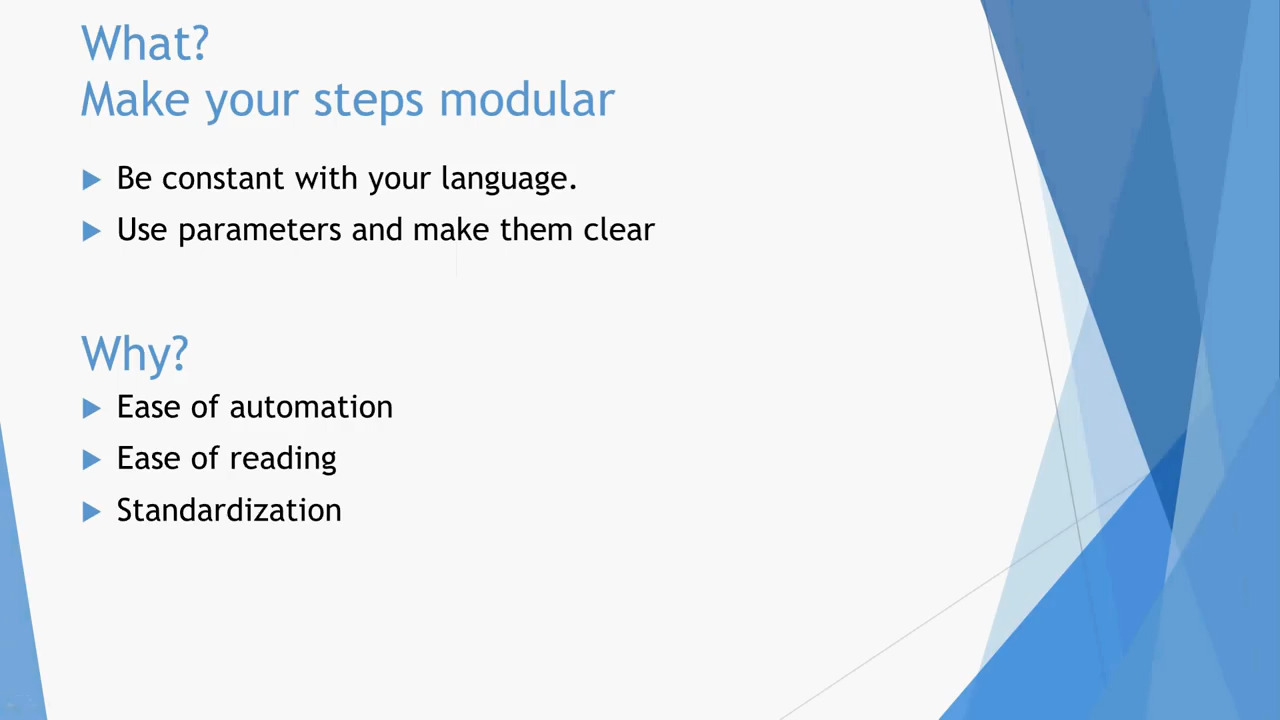 What?
Make your steps modular
Be constant with your language.
Use parameters and make them clear
Why?
Ease of automation
Ease of reading
Standardization